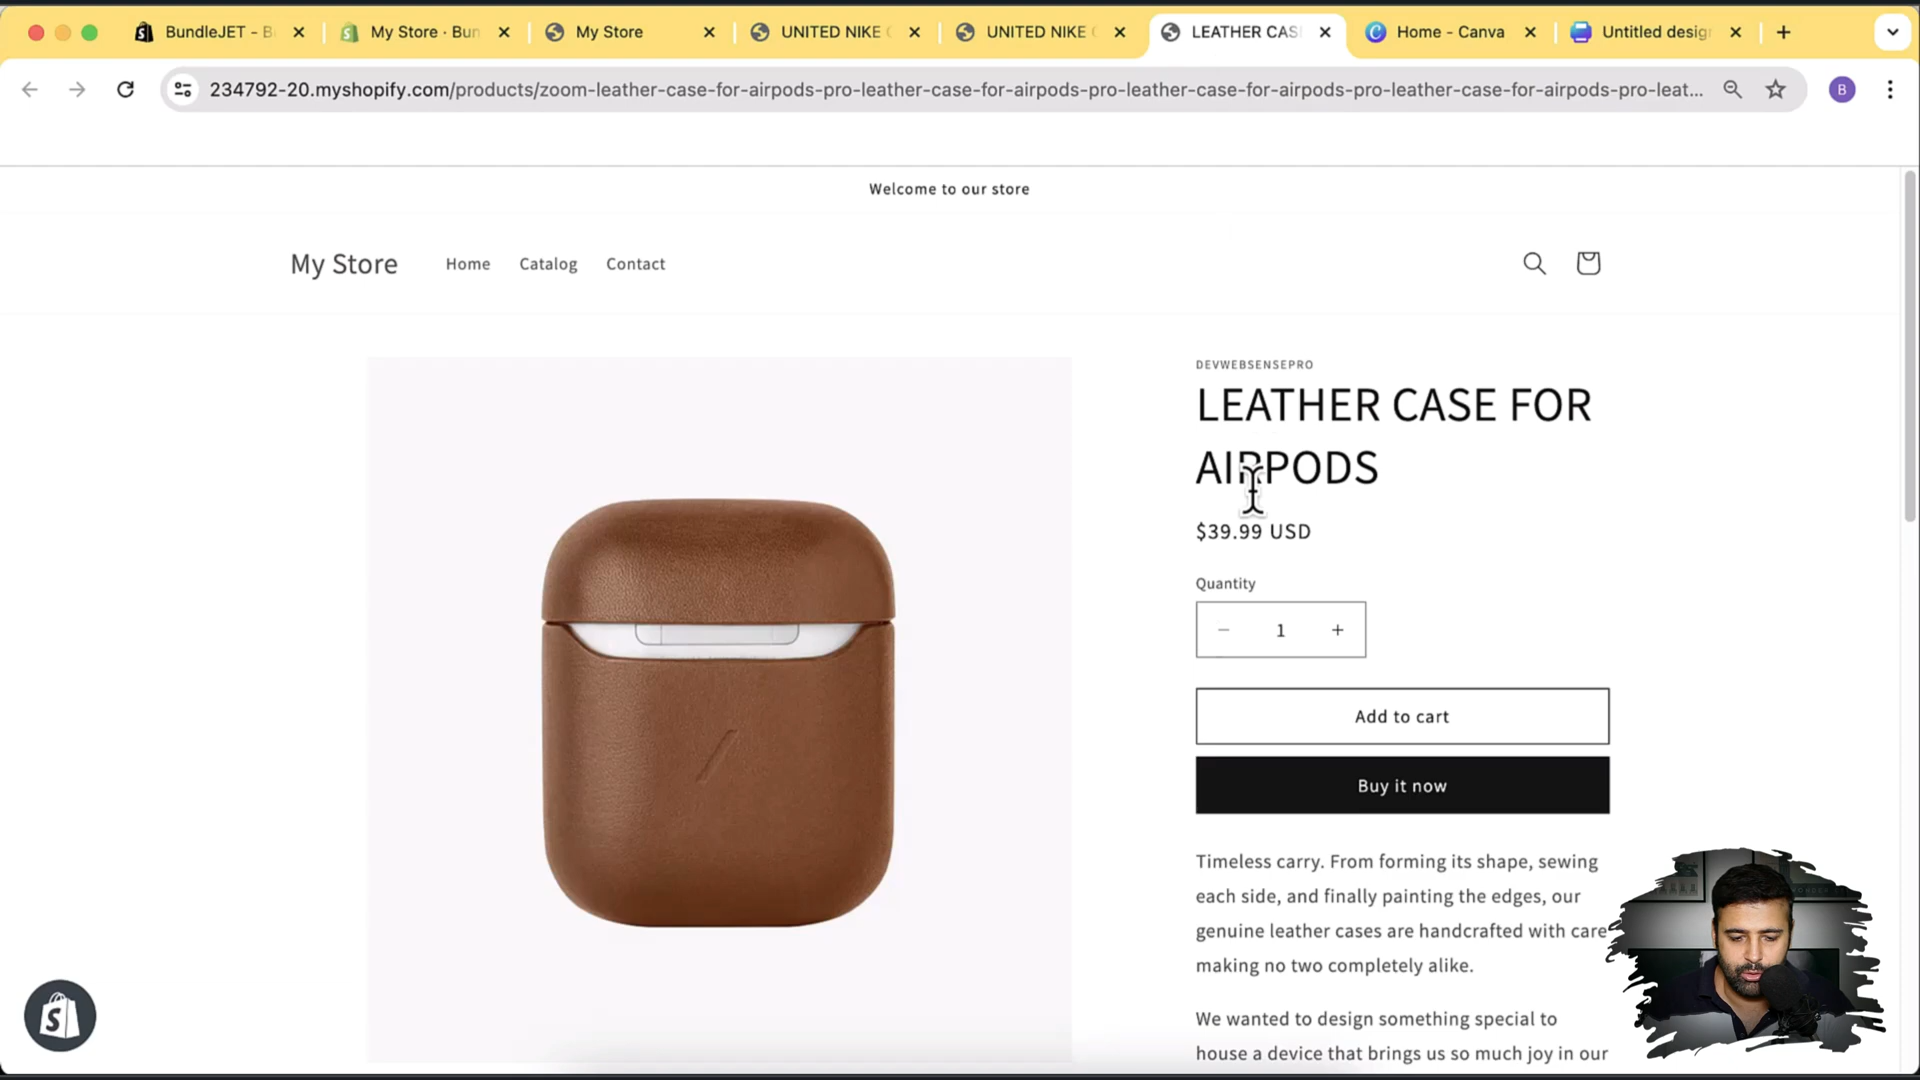 BundleJET - B
My Store · Bun
My Store
UNITED NIKE
UNITED NIKE
LEATHER CAS
Home - Canva
Untitled desig
234792-20.myshopify.com/products/zoom-leather-case-for-airpods-pro-leather-case-for-airpods-pro-leather-case-for-airpods-pro-leather-case-for-airpods-pro-leat...
B
Welcome to our store
My Store
Home
Catalog
Contact
DEVWEBSENSEPRO
LEATHER CASE FOR
AIRPODS
$39.99 USD
Quantity
− 1 +
Add to cart
Buy it now
Timeless carry. From forming its shape, sewing
each side, and finally painting the edges, our
genuine leather cases are handcrafted with care
making no two completely alike.
We wanted to design something special to
house a device that brings us so much joy in our